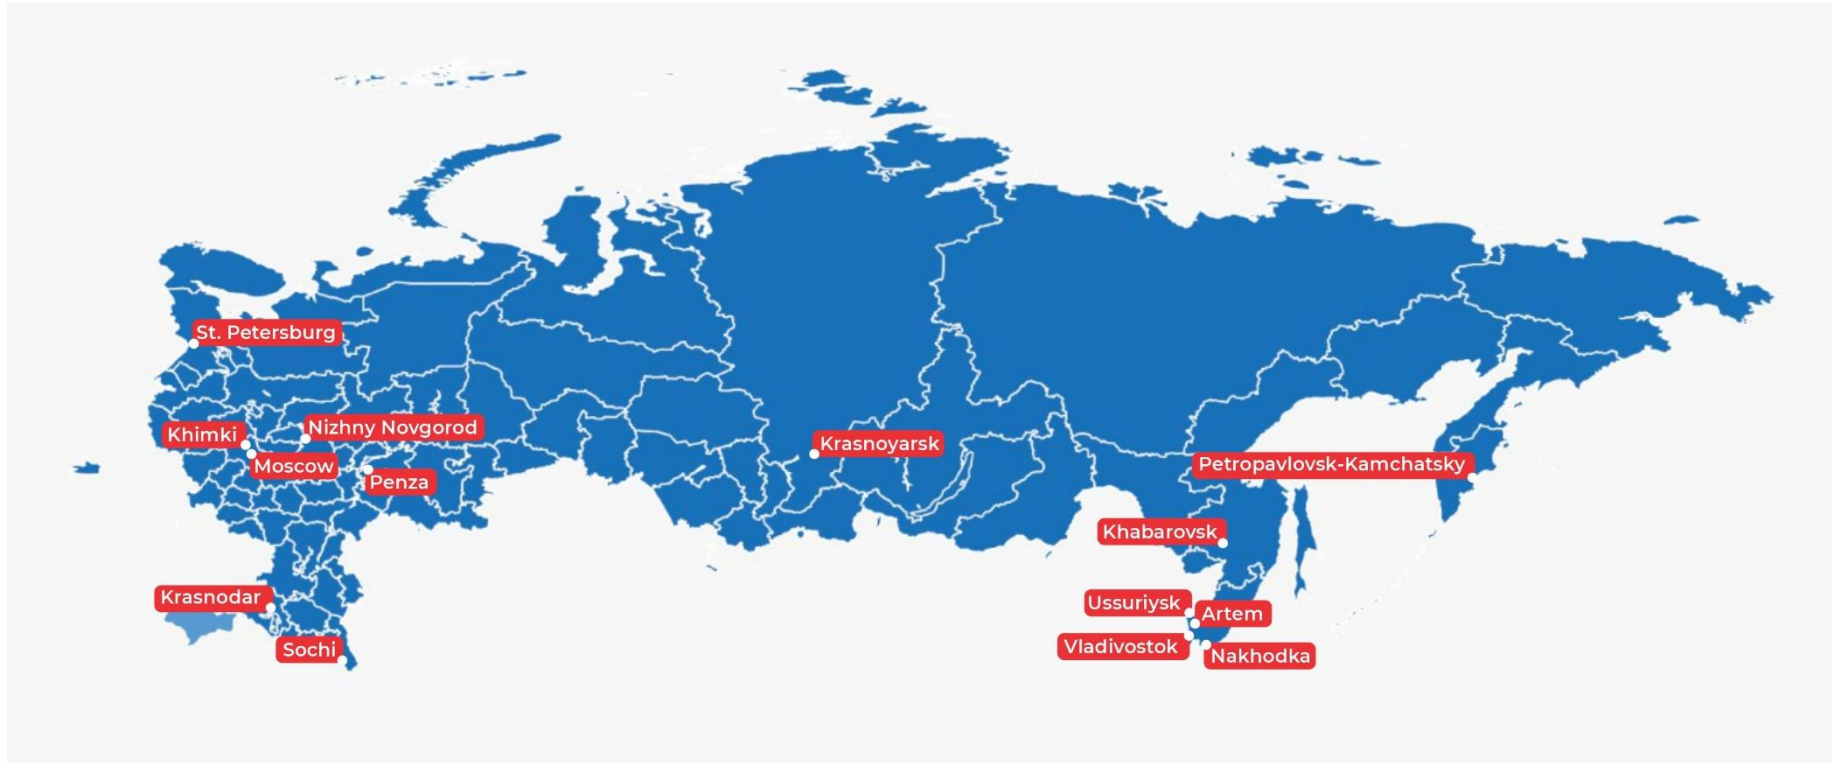 St. Petersburg
Nizhny Novgorod
Khimki
Moscow
Penza
Krasnoyarsk
Petropavlovsk-Kamchatsky
Khabarovsk
Krasnodar
Sochi
Ussuriysk
Artem
Vladivostok
Nakhodka